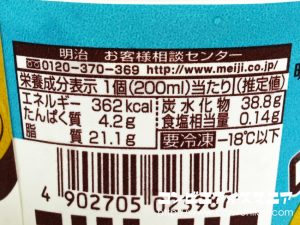 明治 お客様相談センター
0120-370-369 http://www.meiji.co.jp/
栄養成分表示 1個(200ml)当たり(推定値)
エネルギー 362kcal 炭水化物 38.8g
たんぱく質 4.2g 食塩相当量 0.14g
脂質 21.1g 要冷凍 -18℃以下
4 902705